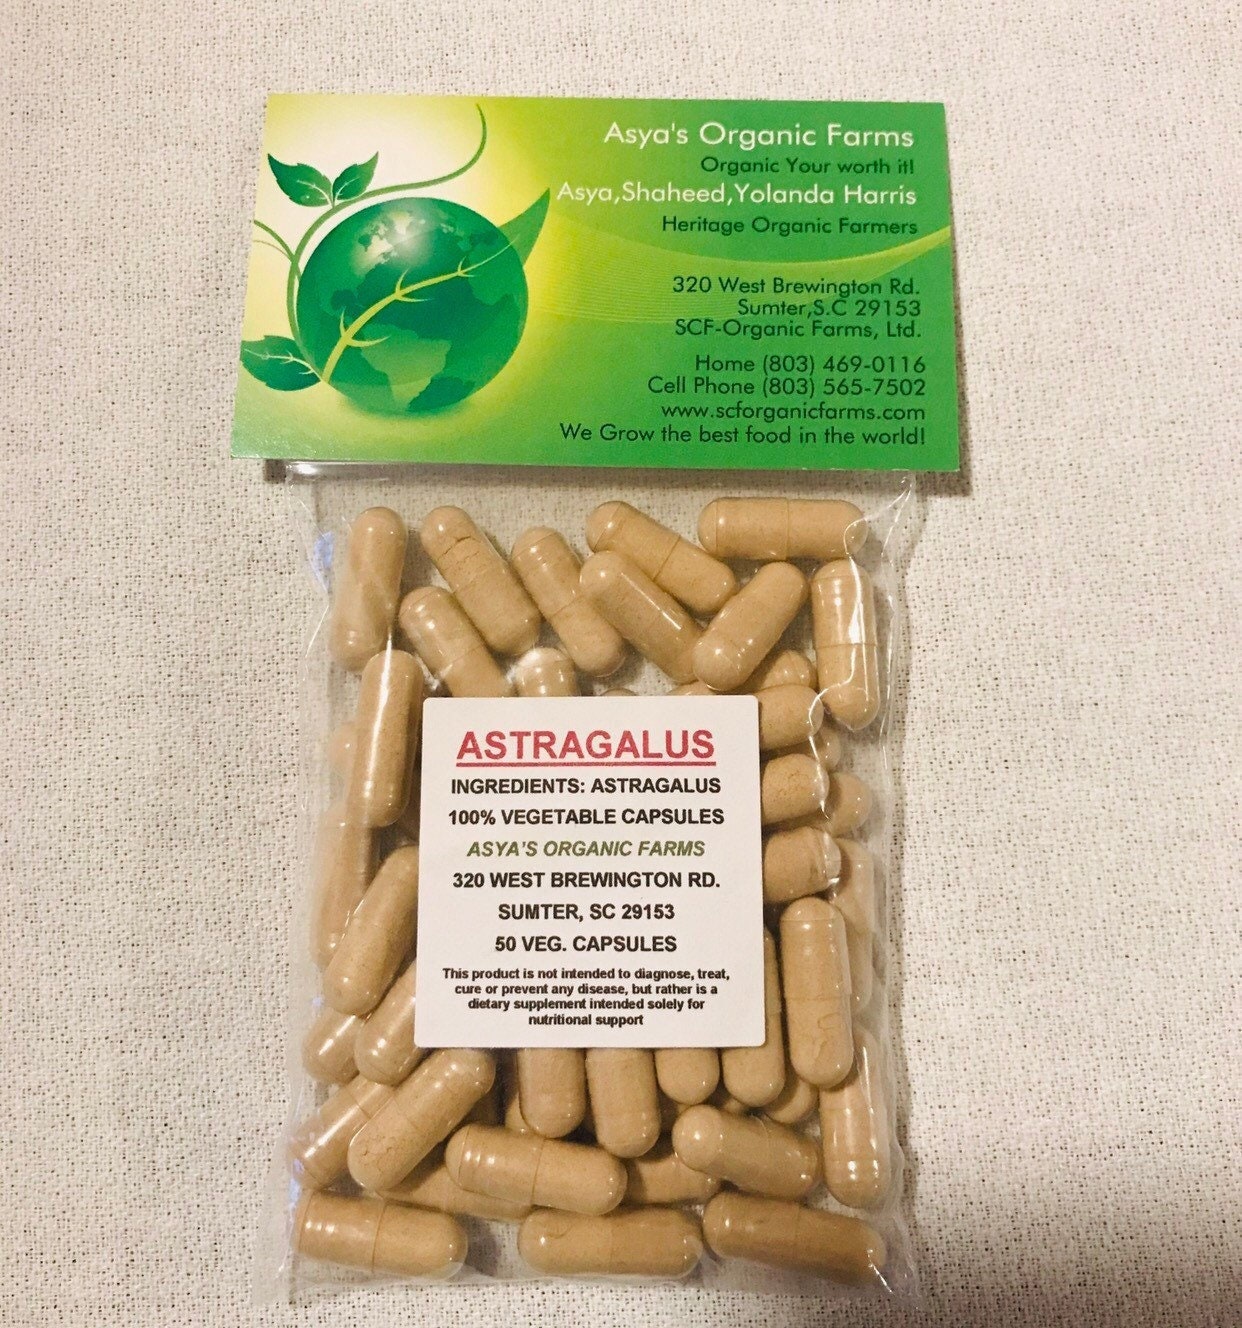 Asya's Organic Farms
Organic Your worth it!
Asya,Shaheed,Yolanda Harris
Heritage Organic Farmers
320 West Brewington Rd.
Sumter,S.C 29153
SCF-Organic Farms, Ltd.
Home (803) 469-0116
Cell Phone (803) 565-7502
www.scforganicfarms.com
We Grow the best food in the world!
ASTRAGALUS
INGREDIENTS: ASTRAGALUS
100% VEGETABLE CAPSULES
ASYA'S ORGANIC FARMS
320 WEST BREWINGTON RD.
SUMTER, SC 29153
50 VEG. CAPSULES
This product is not intended to diagnose, treat,
cure or prevent any disease, but rather is a
dietary supplement intended solely for
nutritional support